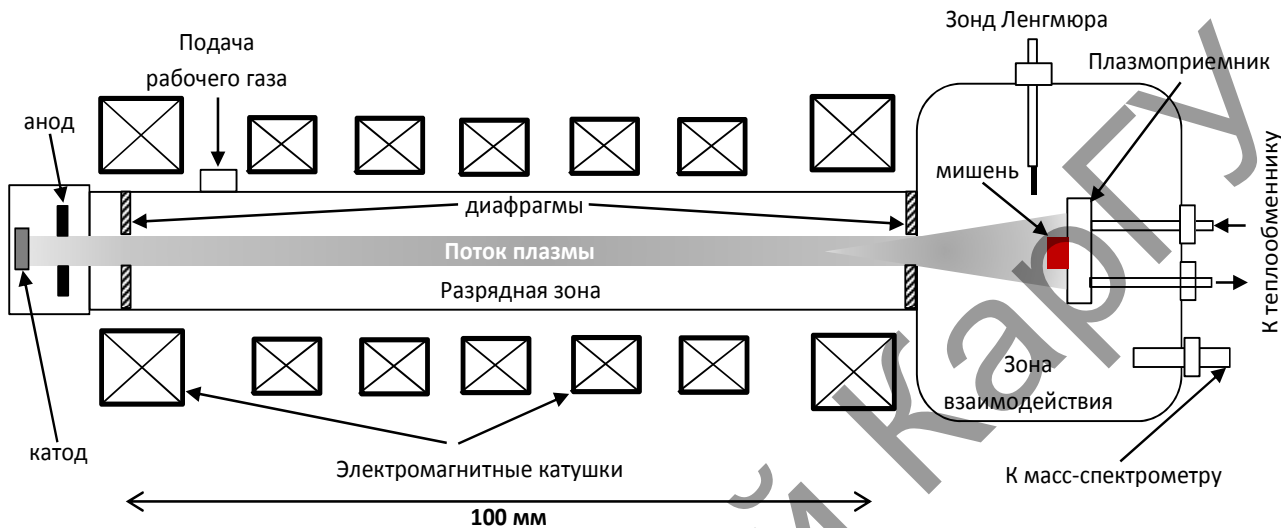 Зонд Ленгмюра
Подача
рабочего газа
Плазмоприемник
анод
мишень
диафрагмы
Поток плазмы
Разрядная зона
К теплообменнику
Зона
взаимодействия
катод
Электромагнитные катушки
К масс-спектрометру
100 мм
й КарГУ